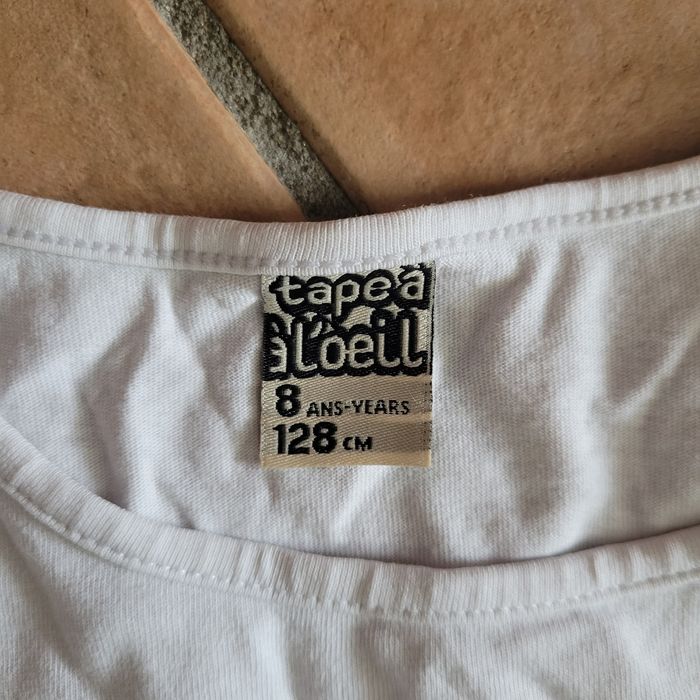 tape à
à l'oeil
8 ANS-YEARS
128 CM